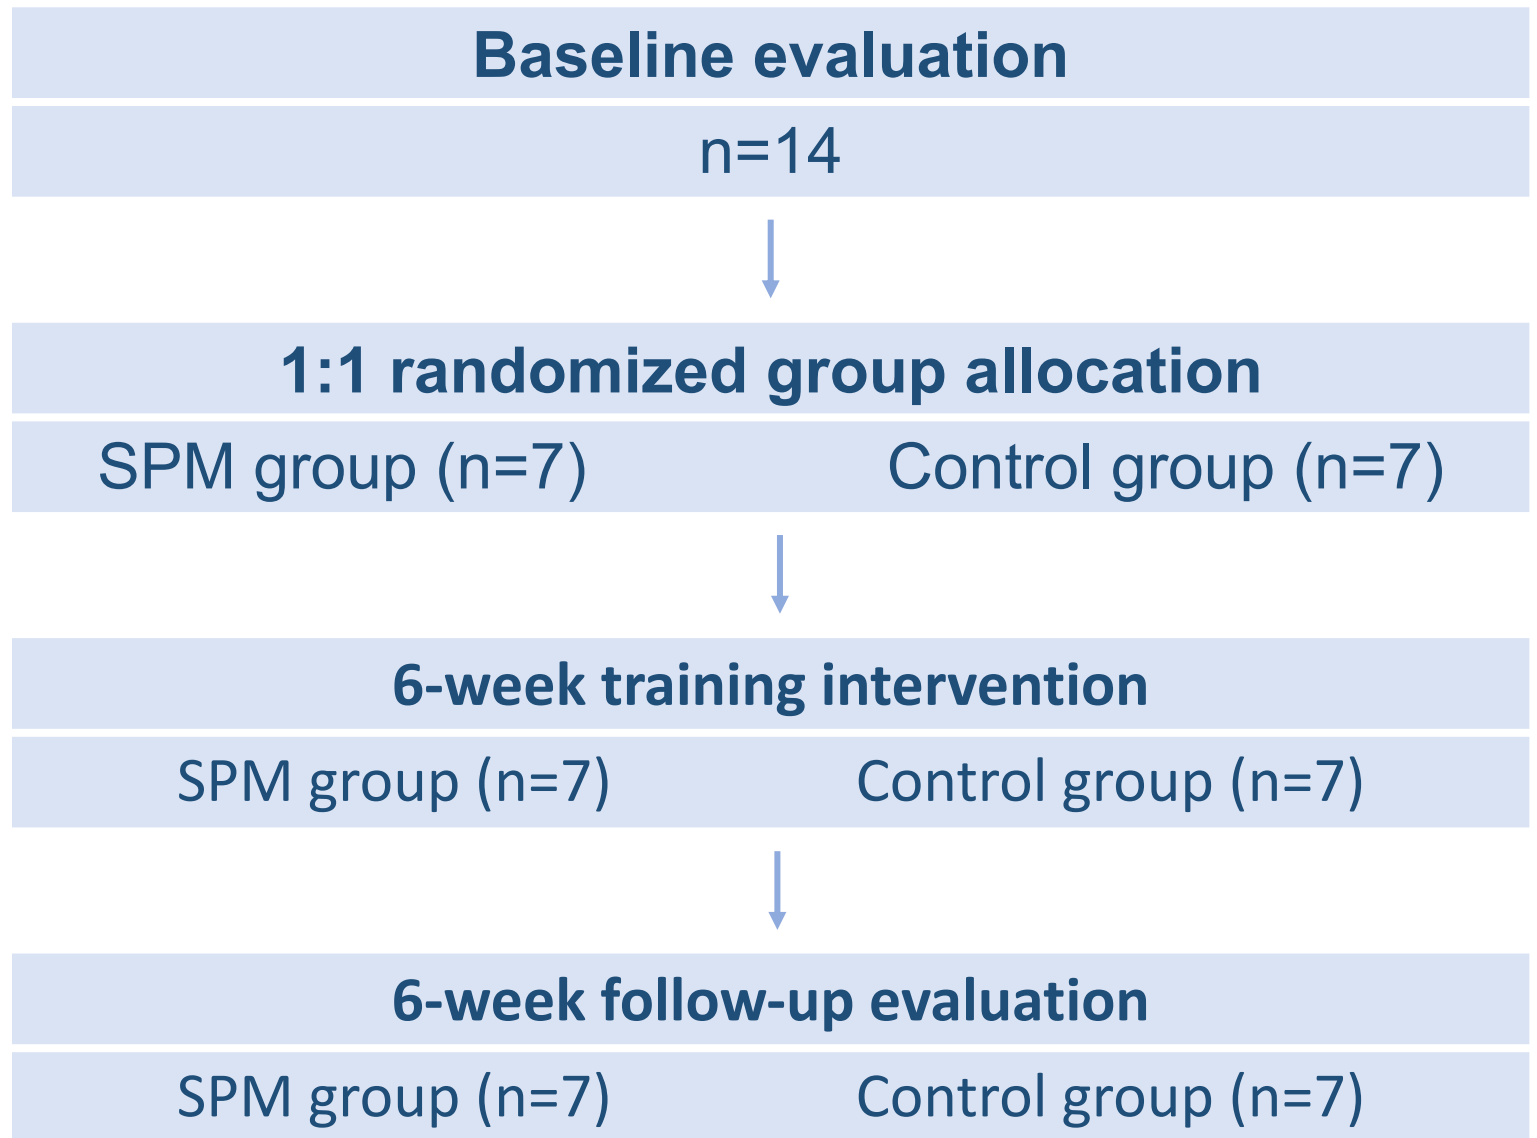 Baseline evaluation
n=14
1:1 randomized group allocation
SPM group (n=7) Control group (n=7)
6-week training intervention
SPM group (n=7) Control group (n=7)
6-week follow-up evaluation
SPM group (n=7) Control group (n=7)